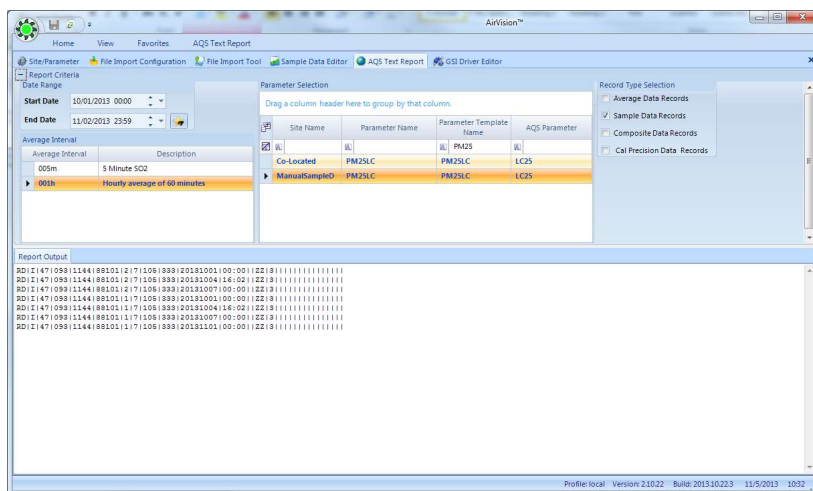 AirVision™
Home View Favorites AQS Text Report
Site/Parameter File Import Configuration File Import Tool Sample Data Editor AQS Text Report GSI Driver Editor
Report Criteria
Date Range
Start Date 10/01/2013 00:00
End Date 11/02/2013 23:59
Average Interval
Average Interval Description
005m 5 Minute SO2
001h Hourly average of 60 minutes
Parameter Selection
Drag a column header here to group by that column.
Site Name Parameter Name Parameter Template Name AQS Parameter
PM25
Co-Located PM25LC PM25LC LC25
ManualSampleD PM25LC PM25LC LC25
Record Type Selection
Average Data Records
Sample Data Records
Composite Data Records
Cal Precision Data Records
Report Output
RD|I|47|093|1144|88101|2|7|105|333|20131001|00:00||ZZ|3|||||||||||||||
RD|I|47|093|1144|88101|2|7|105|333|20131004|16:02||ZZ|3|||||||||||||||
RD|I|47|093|1144|88101|2|7|105|333|20131007|00:00||ZZ|3|||||||||||||||
RD|I|47|093|1144|88101|1|7|105|333|20131001|00:00||ZZ|3|||||||||||||||
RD|I|47|093|1144|88101|1|7|105|333|20131004|16:02||ZZ|3|||||||||||||||
RD|I|47|093|1144|88101|1|7|105|333|20131007|00:00||ZZ|3|||||||||||||||
RD|I|47|093|1144|88101|1|7|105|333|20131101|00:00||ZZ|3|||||||||||||||
Profile: local Version: 2.10.22 Build: 2013.10.22.3 11/5/2013 10:32